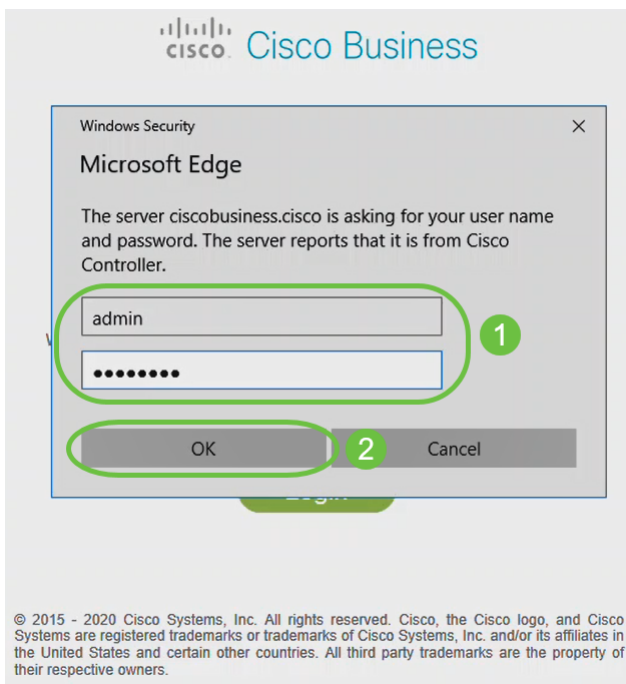 CISCO Cisco Business
Windows Security
Microsoft Edge
The server ciscobusiness.cisco is asking for your user name
and password. The server reports that it is from Cisco
Controller.
admin
1
OK
2
Cancel
© 2015 - 2020 Cisco Systems, Inc. All rights reserved. Cisco, the Cisco logo, and Cisco
Systems are registered trademarks or trademarks of Cisco Systems, Inc. and/or its affiliates in
the United States and certain other countries. All third party trademarks are the property of
their respective owners.